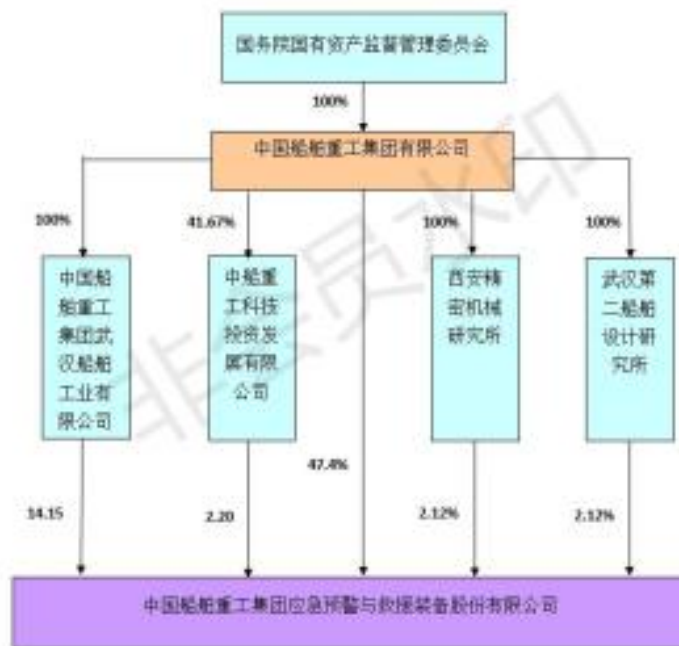 国务院国有资产监督管理委员会
100%
中国船舶重工集团有限公司
100%
41.67%
100%
100%
中国船
舶重工
集团武
汉船舶
工业有
限公司
中船重
工科技
投资发
展有限
公司
西安精
密机械
研究所
武汉第
二船舶
设计研
究所
47.4%
14.15
2.20
2.12%
2.12%
中国船舶重工集团应急预警与救援装备股份有限公司
非会员水印